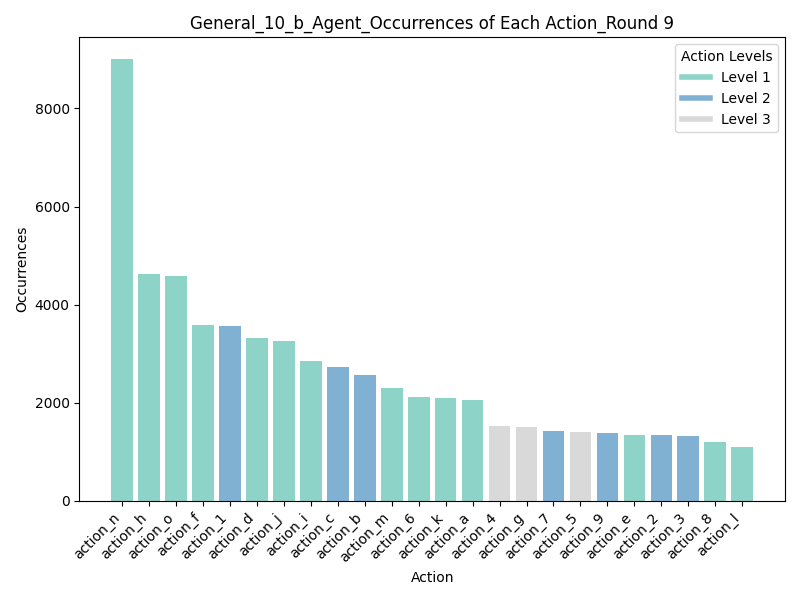 General_10_b_Agent_Occurrences of Each Action_Round 9
Action Levels
Level 1
Level 2
Level 3
Occurrences
8000
6000
4000
2000
0
action_n
action_h
action_o
action_f
action_1
action_d
action_j
action_i
action_c
action_b
action_m
action_6
action_k
action_a
action_4
action_g
action_7
action_5
action_9
action_e
action_2
action_3
action_8
action_l
Action